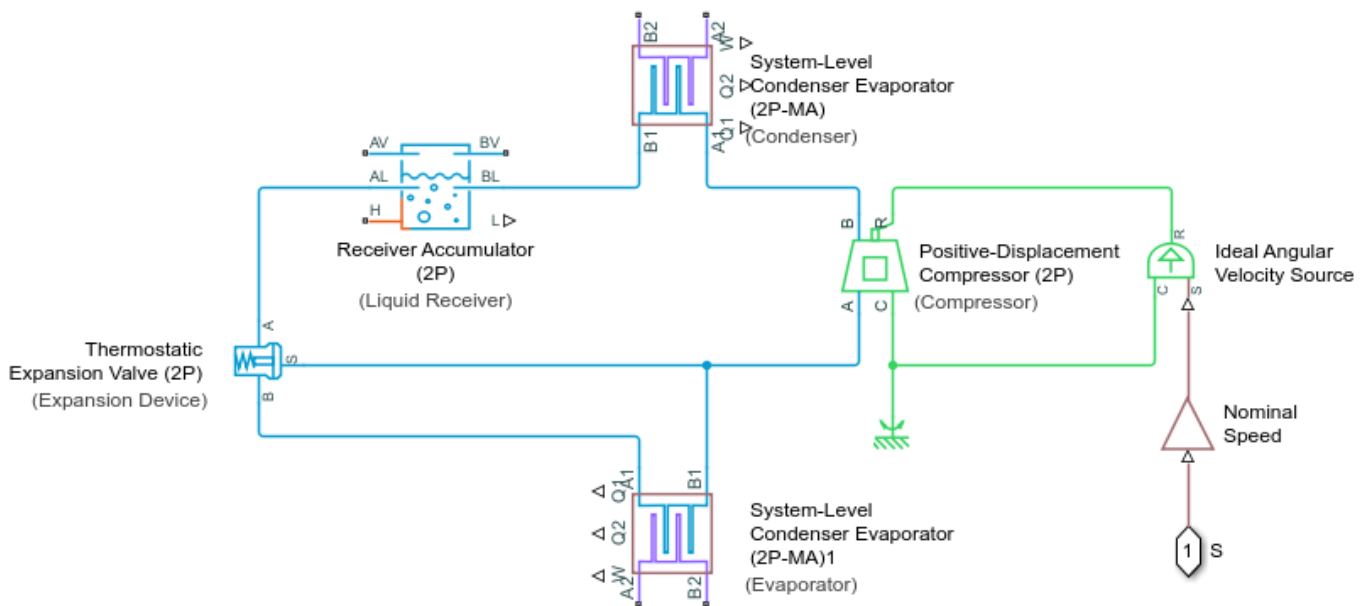 B2
A2
W
System-Level
Condenser Evaporator
(2P-MA)
(Condenser)
Q2
Q1
B1
A1
AV
BV
AL
BL
H
L
Receiver Accumulator
(2P)
(Liquid Receiver)
B
R
Positive-Displacement
Compressor (2P)
(Compressor)
A
C
R
Ideal Angular
Velocity Source
C
S
A
Thermostatic
Expansion Valve (2P)
(Expansion Device)
S
B
Nominal
Speed
A1
B1
Q1
Q2
W
A2
B2
System-Level
Condenser Evaporator
(2P-MA)1
(Evaporator)
1
S